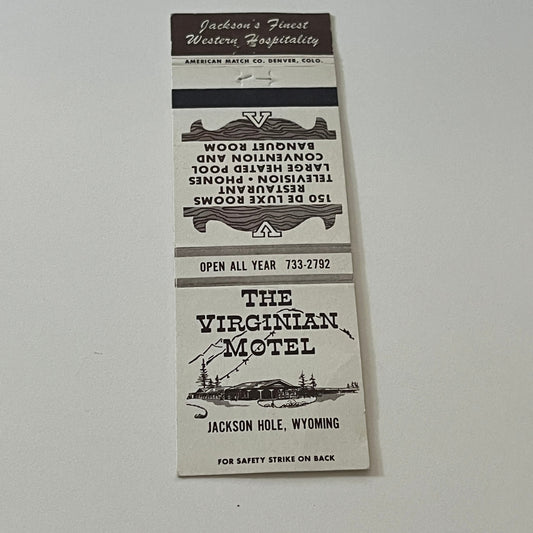 Jackson's Finest
Western Hospitality
AMERICAN MATCH CO. DENVER, COLO.
V
150 DE LUXE ROOMS
RESTAURANT
TELEVISION • PHONES
LARGE HEATED POOL
CONVENTION AND
BANQUET ROOM
V
OPEN ALL YEAR 733-2792
THE
VIRGINIAN
MOTEL
JACKSON HOLE, WYOMING
FOR SAFETY STRIKE ON BACK